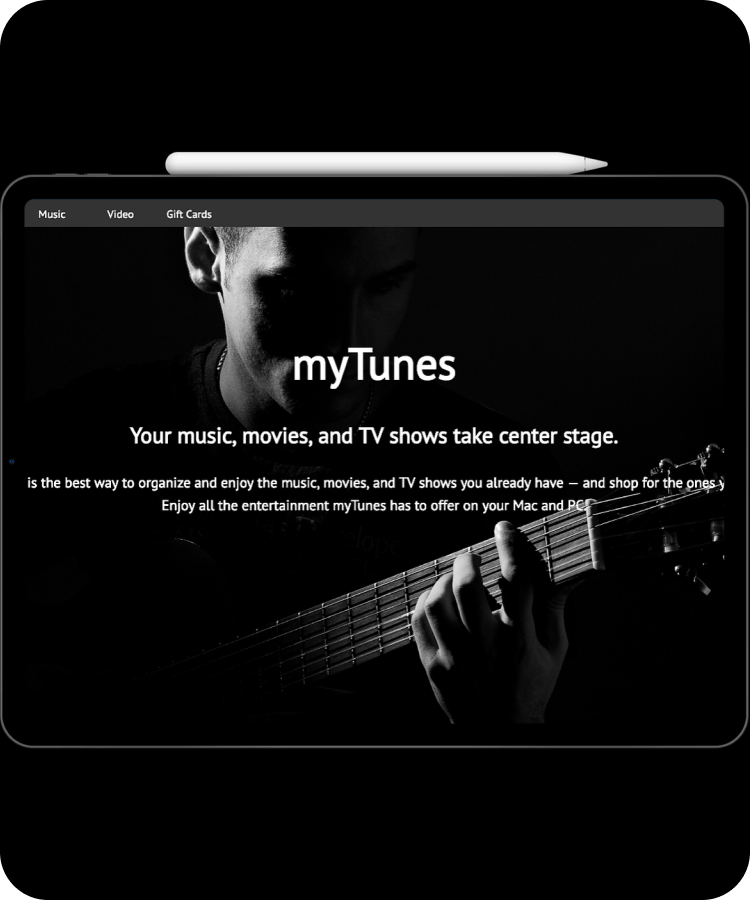 Music Video Gift Cards
myTunes
Your music, movies, and TV shows take center stage.
is the best way to organize and enjoy the music, movies, and TV shows you already have — and shop for the ones
Enjoy all the entertainment myTunes has to offer on your Mac and PC.